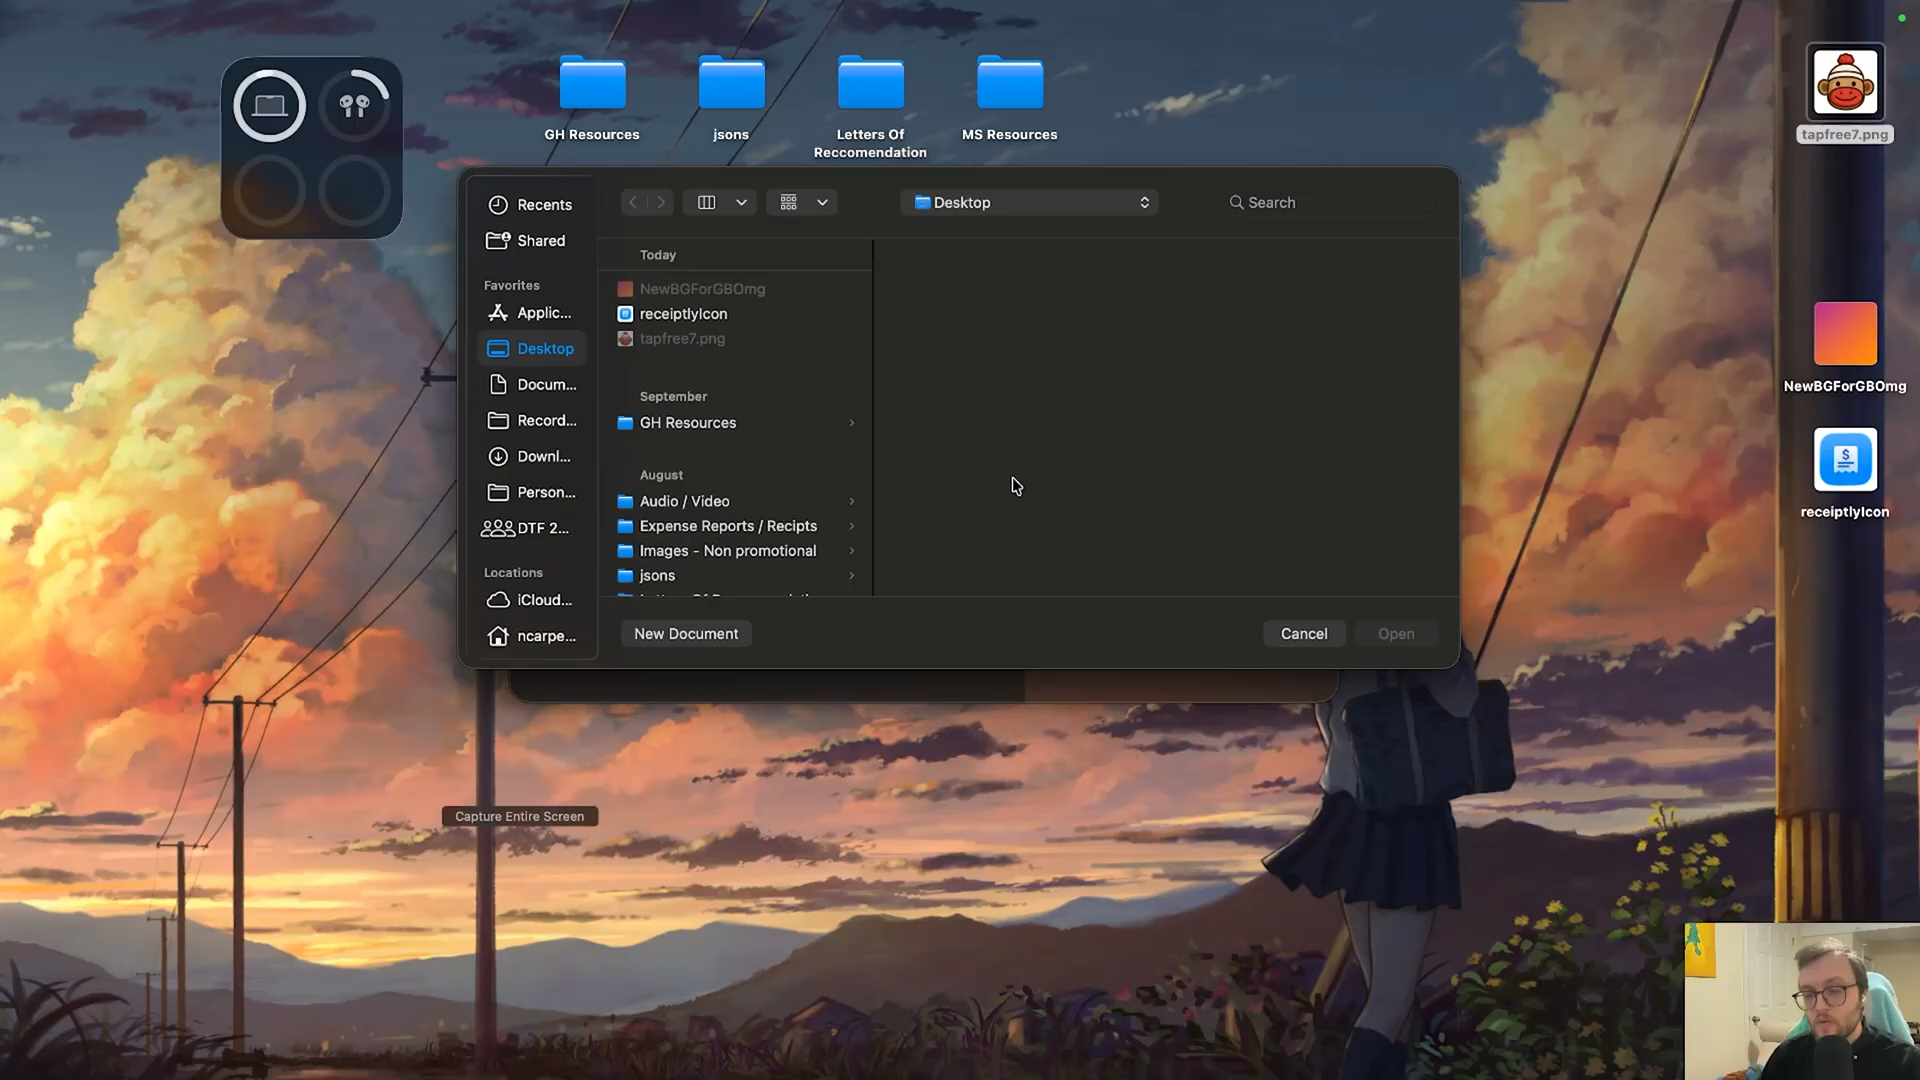 GH Resources
jsons
Letters Of
Reccomendation
MS Resources
tapfree7.png
Recents
Shared
Favorites
Applic...
Desktop
Docum...
Record...
Downl...
Person...
DTF 2...
Locations
iCloud...
ncarpe...
Desktop
Search
Today
NewBGForGBOmg
receiptlyIcon
tapfree7.png
September
GH Resources
August
Audio / Video
Expense Reports / Recipts
Images - Non promotional
jsons
New Document
Cancel
Open
NewBGForGBOmg
$
receiptlyIcon
Capture Entire Screen